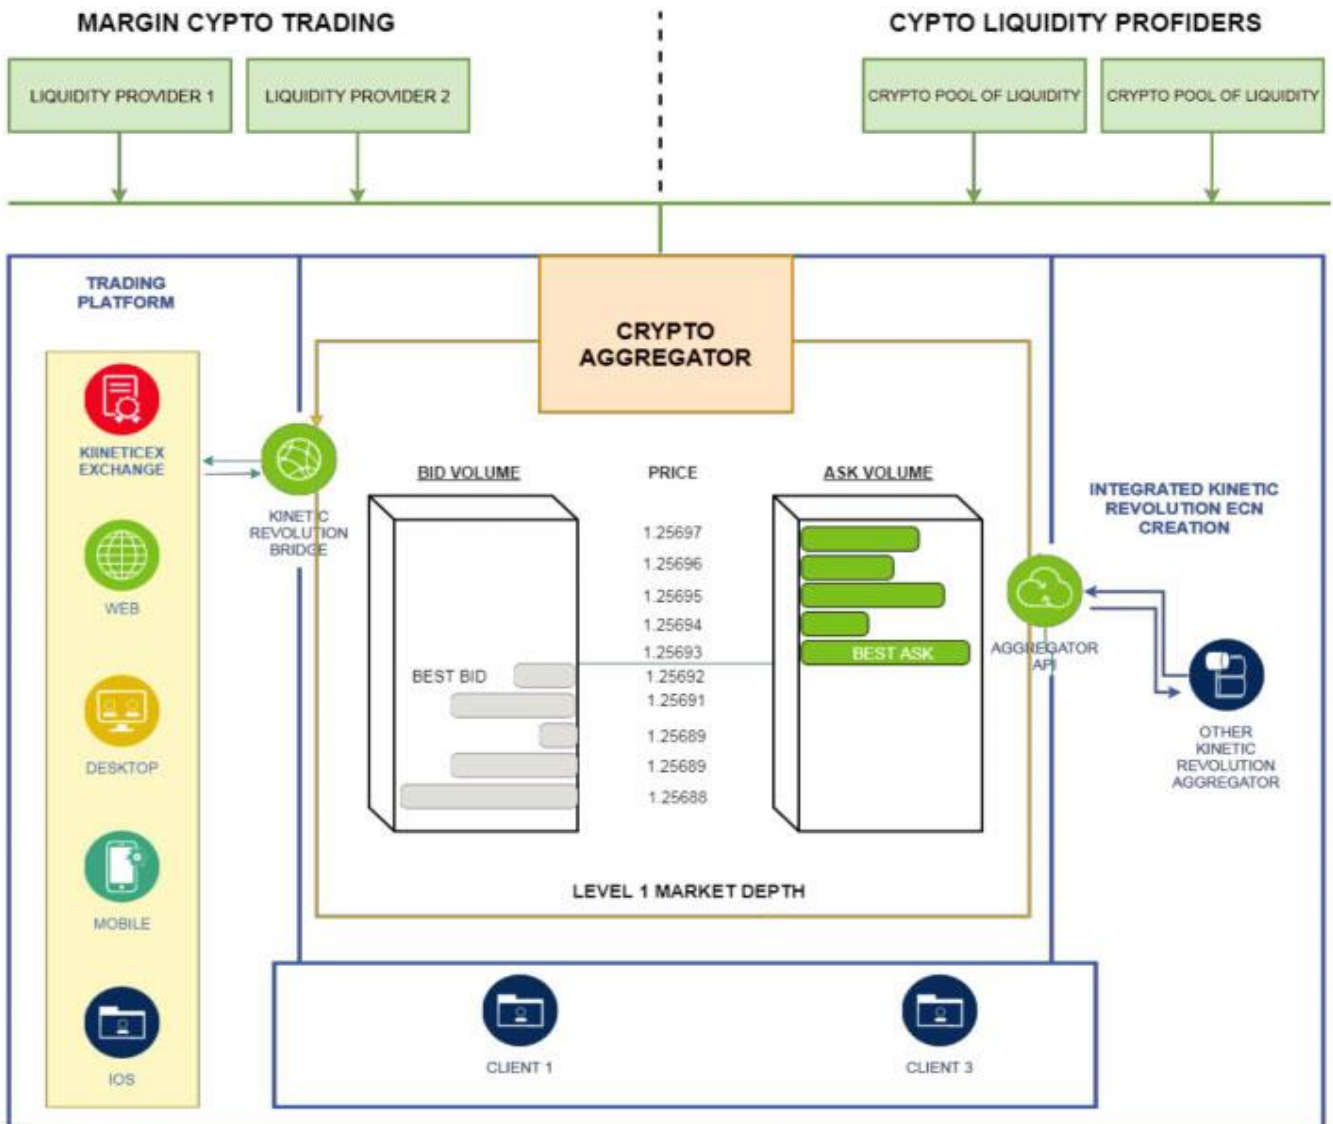 MARGIN CYPTO TRADING
CYPTO LIQUIDITY PROFIDERS
LIQUIDITY PROVIDER 1
LIQUIDITY PROVIDER 2
CRYPTO POOL OF LIQUIDITY
CRYPTO POOL OF LIQUIDITY
TRADING
PLATFORM
CRYPTO
AGGREGATOR
KIINETICEX
EXCHANGE
WEB
DESKTOP
MOBILE
IOS
KINETIC
REVOLUTION
BRIDGE
BID VOLUME
PRICE
ASK VOLUME
1.25697
1.25696
1.25695
1.25694
1.25693
BEST ASK
BEST BID
1.25692
1.25691
1.25689
1.25689
1.25688
LEVEL 1 MARKET DEPTH
INTEGRATED KINETIC
REVOLUTION ECN
CREATION
AGGREGATOR
API
OTHER
KINETIC
REVOLUTION
AGGREGATOR
CLIENT 1
CLIENT 3